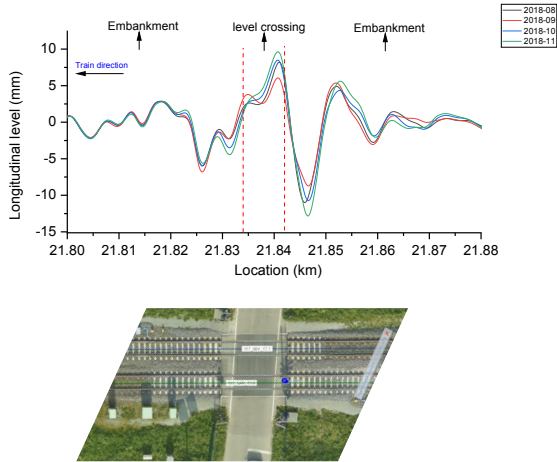 Embankment level crossing Embankment
2018-08
2018-09
2018-10
2018-11
Train direction
Longitudinal level (mm)
10
5
0
-5
-10
-15
21.80 21.81 21.82 21.83 21.84 21.85 21.86 21.87 21.88
Location (km)